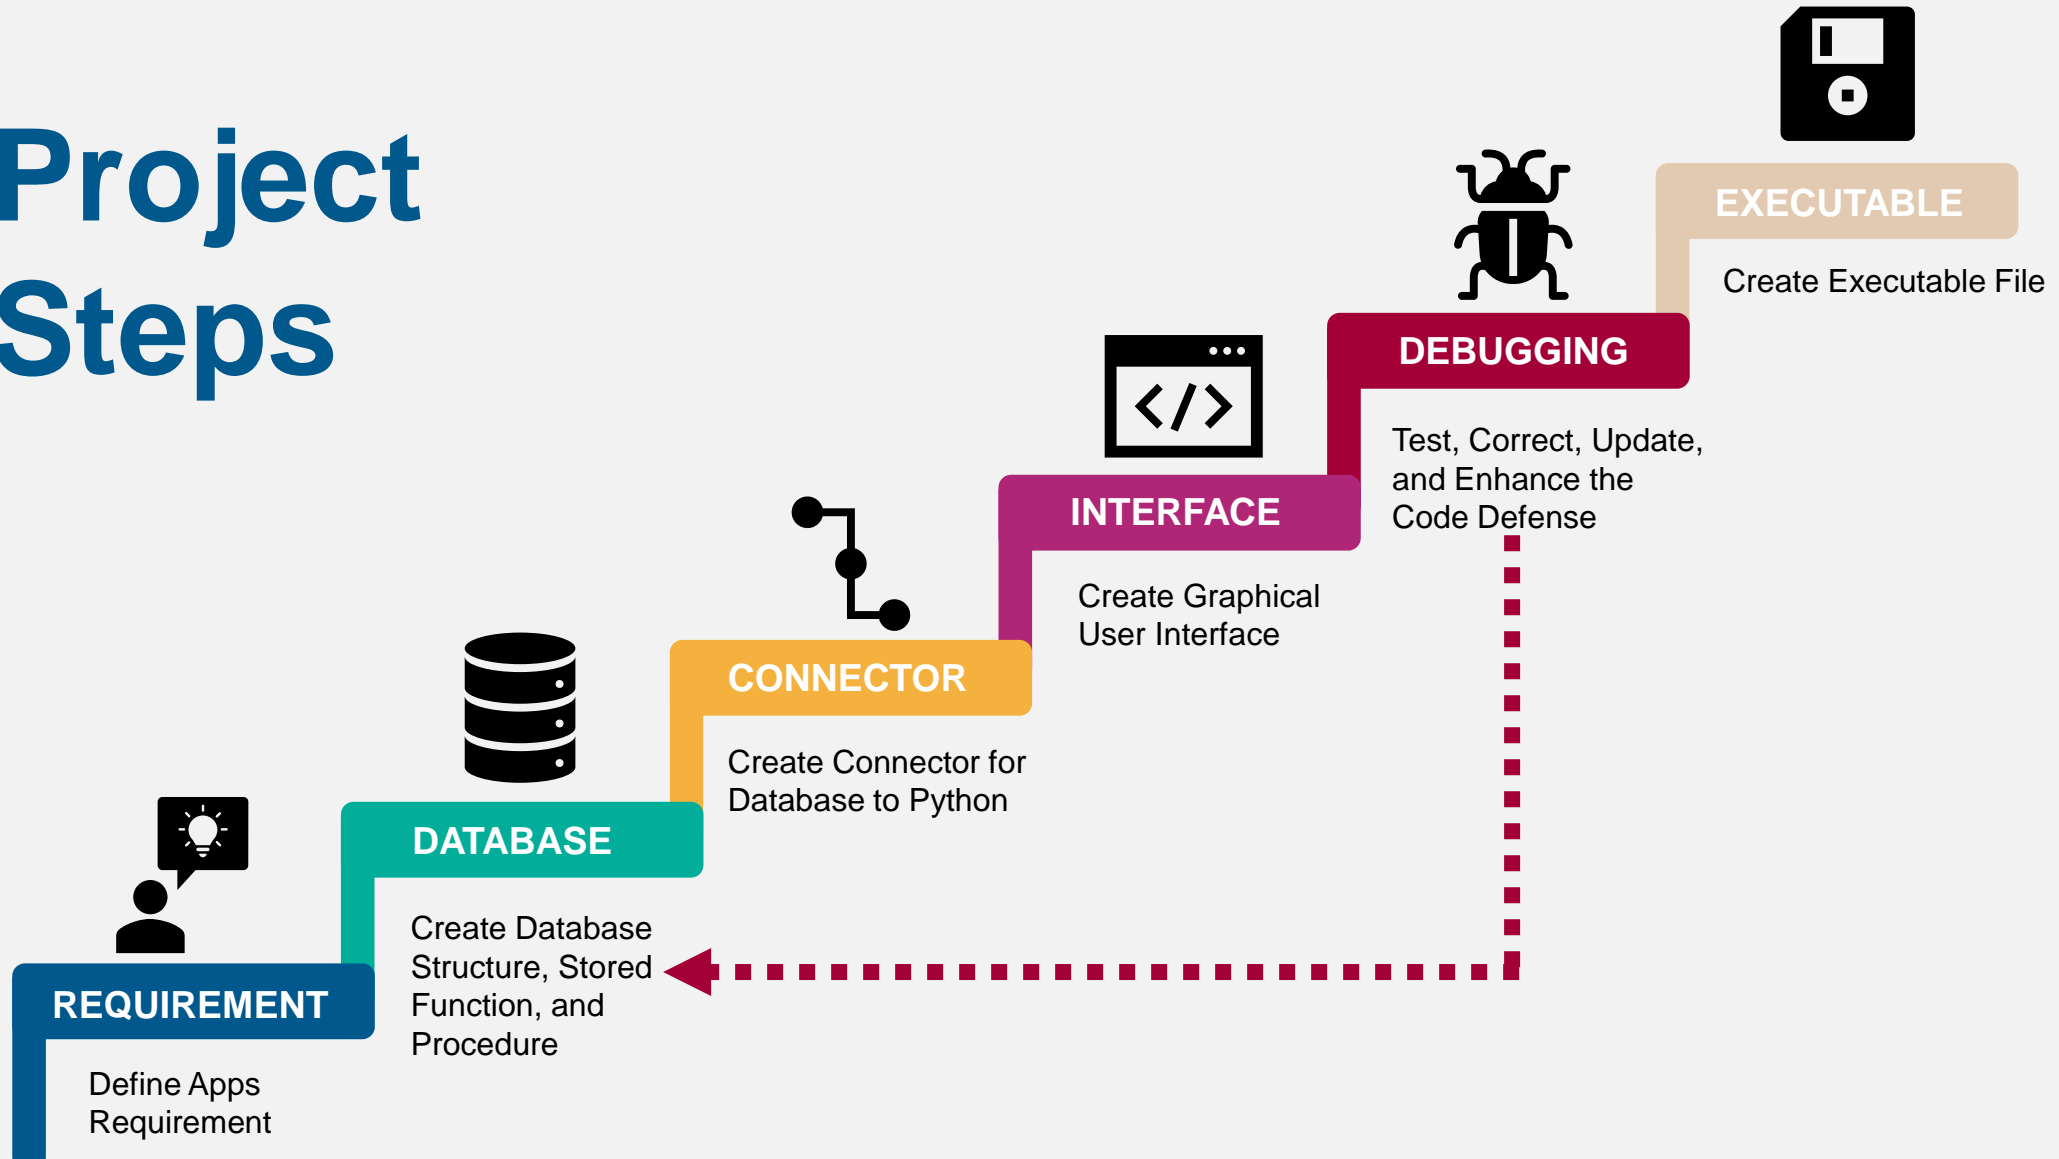 Project
Steps
REQUIREMENT
Define Apps
Requirement
DATABASE
Create Database
Structure, Stored
Function, and
Procedure
CONNECTOR
Create Connector for
Database to Python
INTERFACE
Create Graphical
User Interface
DEBUGGING
Test, Correct, Update,
and Enhance the
Code Defense
EXECUTABLE
Create Executable File